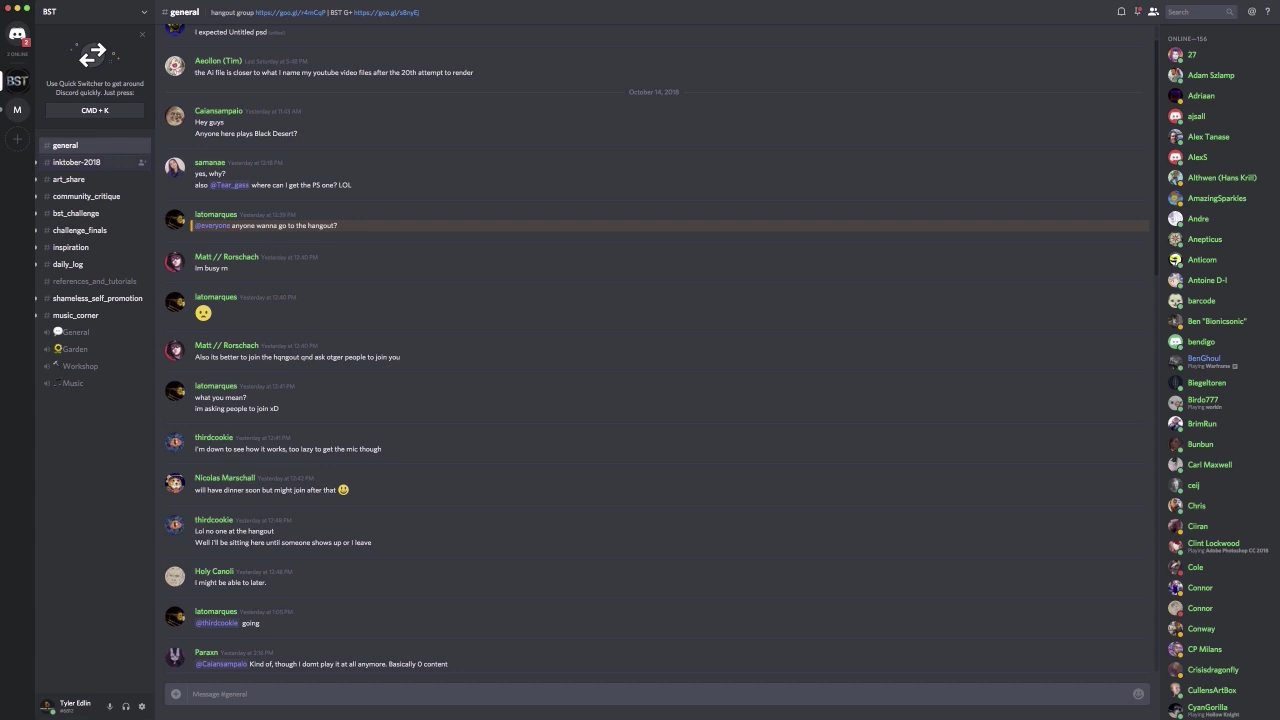 BST
2
2 ONLINE
BST
M
Use Quick Switcher to get around
Discord quickly. Just press:
CMD + K
# general
# inktober-2018
# art_share
# community_critique
# bst_challenge
# challenge_finals
# inspiration
# daily_log
# references_and_tutorials
# shameless_self_promotion
# music_corner
General
Garden
Workshop
Music
Tyler Edlin
# general hangout group https://goo.gl/r4mCqP | BST G+ https://goo.gl/s8nyEj
Search
I expected Untitled psd (edited)
Aeollon (Tim) Last Saturday at 5:48 PM
the Ai file is closer to what I name my youtube video files after the 20th attempt to render
October 14, 2018
Caiansampaio Yesterday at 11:43 AM
Hey guys
Anyone here plays Black Desert?
samanae Yesterday at 12:18 PM
yes, why?
also @Tear_gass where can I get the PS one? LOL
latomarques Yesterday at 12:39 PM
@everyone anyone wanna go to the hangout?
Matt // Rorschach Yesterday at 12:40 PM
Im busy rn
latomarques Yesterday at 12:40 PM
Matt // Rorschach Yesterday at 12:40 PM
Also its better to join the hqngout qnd ask otger people to join you
latomarques Yesterday at 12:41 PM
what you mean?
im asking people to join xD
thirdcookie Yesterday at 12:41 PM
I'm down to see how it works, too lazy to get the mic though
Nicolas Marschall Yesterday at 12:42 PM
will have dinner soon but might join after that
thirdcookie Yesterday at 12:48 PM
Lol no one at the hangout
Well i'll be sitting here until someone shows up or I leave
Holy Canoli Yesterday at 12:48 PM
I might be able to later.
latomarques Yesterday at 1:05 PM
@thirdcookie going
Paraxn Yesterday at 2:16 PM
@Caiansampaio Kind of, though I domt play it at all anymore. Basically 0 content
Message #general
ONLINE—156
27
Adam Szlamp
Adriaan
ajsall
Alex Tanase
AlexS
Althwen (Hans Krill)
AmazingSparkles
Andre
Anepticus
Anticorn
Antoine D-I
barcode
Ben "Bionicsonic"
bendigo
BenGhoul
Playing Warframe
Biegeltoren
Birdo777
Playing workin
BrimRun
Bunbun
Carl Maxwell
ceij
Chris
Ciiran
Clint Lockwood
Playing Adobe Photoshop CC 2018
Cole
Connor
Connor
Conway
CP Milans
Crisisdragonfly
CullensArtBox
CyanGorilla
Playing Hollow Knight